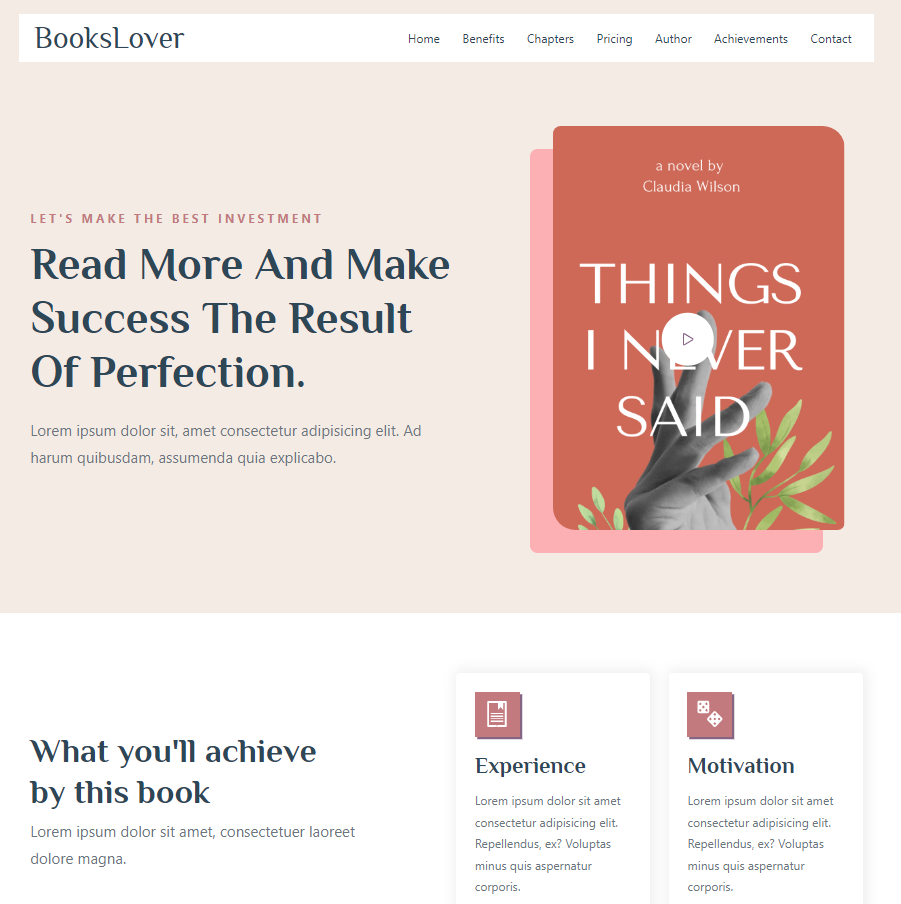 BooksLover
Home Benefits Chapters Pricing Author Achievements Contact
LET'S MAKE THE BEST INVESTMENT
Read More And Make
Success The Result
Of Perfection.
Lorem ipsum dolor sit, amet consectetur adipisicing elit. Ad
harum quibusdam, assumenda quia explicabo.
a novel by
Claudia Wilson
THINGS
I NEVER
SAID
What you'll achieve
by this book
Lorem ipsum dolor sit amet, consectetuer laoreet
dolore magna.
Experience
Lorem ipsum dolor sit amet
consectetur adipisicing elit.
Repellendus, ex? Voluptas
minus quis aspernatur
corporis.
Motivation
Lorem ipsum dolor sit amet
consectetur adipisicing elit.
Repellendus, ex? Voluptas
minus quis aspernatur
corporis.